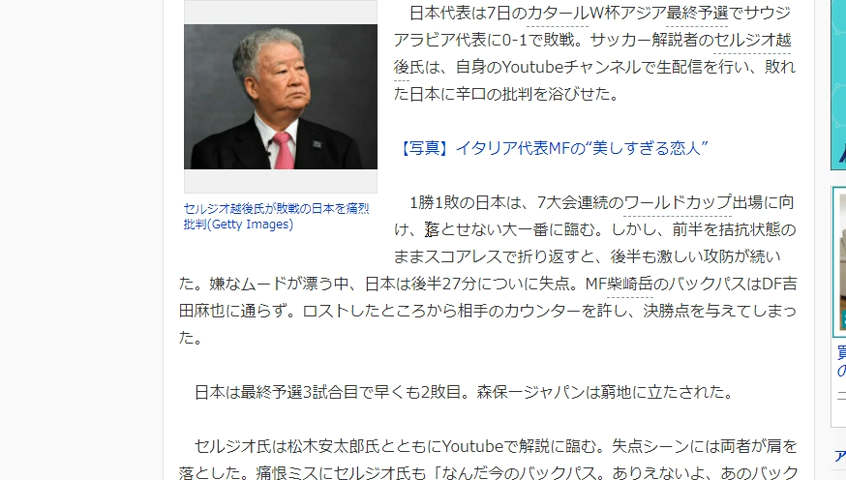 日本代表は7日のカタールW杯アジア最終予選でサウジ
アラビア代表に0-1で敗戦。サッカー解説者のセルジオ越
後氏は、自身のYoutubeチャンネルで生配信を行い、敗れ
た日本に辛口の批判を浴びせた。
【写真】イタリア代表MFの“美しすぎる恋人”
セルジオ越後氏が敗戦の日本を痛烈
批判(Getty Images)
1勝1敗の日本は、7大会連続のワールドカップ出場に向
け、落とせない大一番に臨む。しかし、前半を拮抗状態の
ままスコアレスで折り返すと、後半も激しい攻防が続い
た。嫌なムードが漂う中、日本は後半27分についに失点。MF柴崎岳のバックパスはDF吉
田麻也に通らず。ロストしたところから相手のカウンターを許し、決勝点を与えてしまっ
た。
日本は最終予選3試合目で早くも2敗目。森保一ジャパンは窮地に立たされた。
セルジオ氏は松木安太郎氏とともにYoutubeで解説に臨む。失点シーンには両者が肩を
落とした。痛恨ミスにセルジオ氏も「なんだ今のバックパス。ありえないよ、あのバック